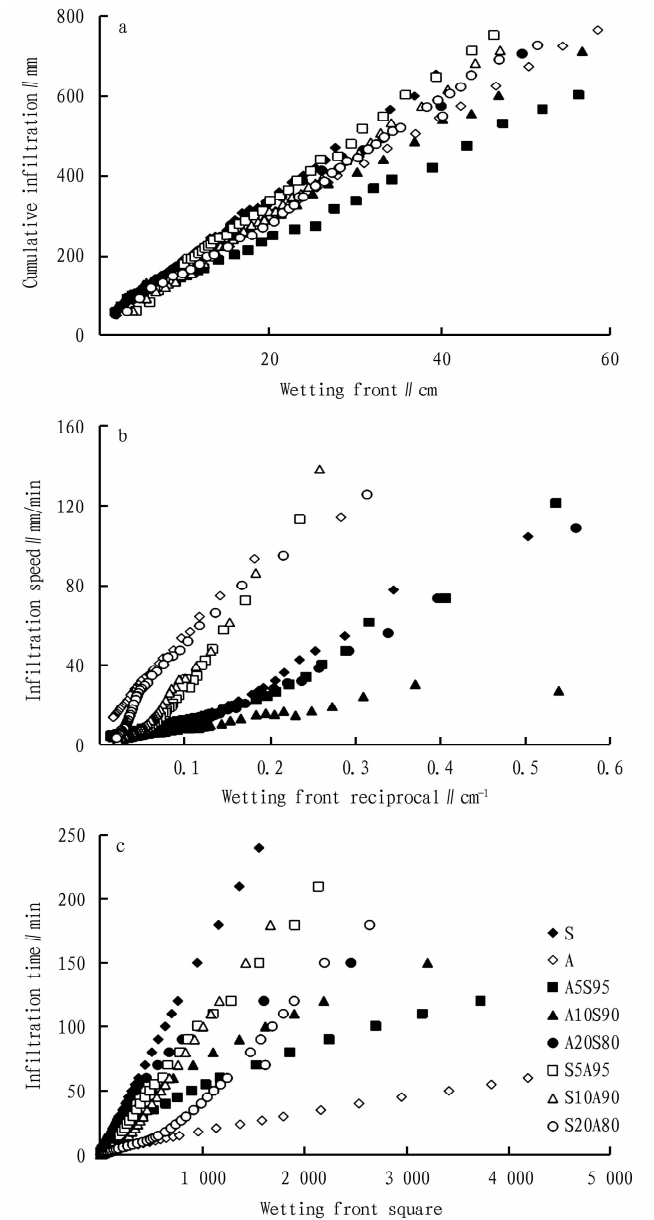 a
800
600
400
200
0
20
40
60
Cumulative infiltration∥mm
Wetting front∥cm
b
160
120
80
40
0
0.1
0.2
0.3
0.4
0.5
0.6
Infiltration speed∥mm/min
Wetting front reciprocal∥cm⁻¹
c
250
200
150
100
50
0
1 000
2 000
3 000
4 000
5 000
Infiltration time∥min
Wetting front square
S
A
A5S95
A10S90
A20S80
S5A95
S10A90
S20A80